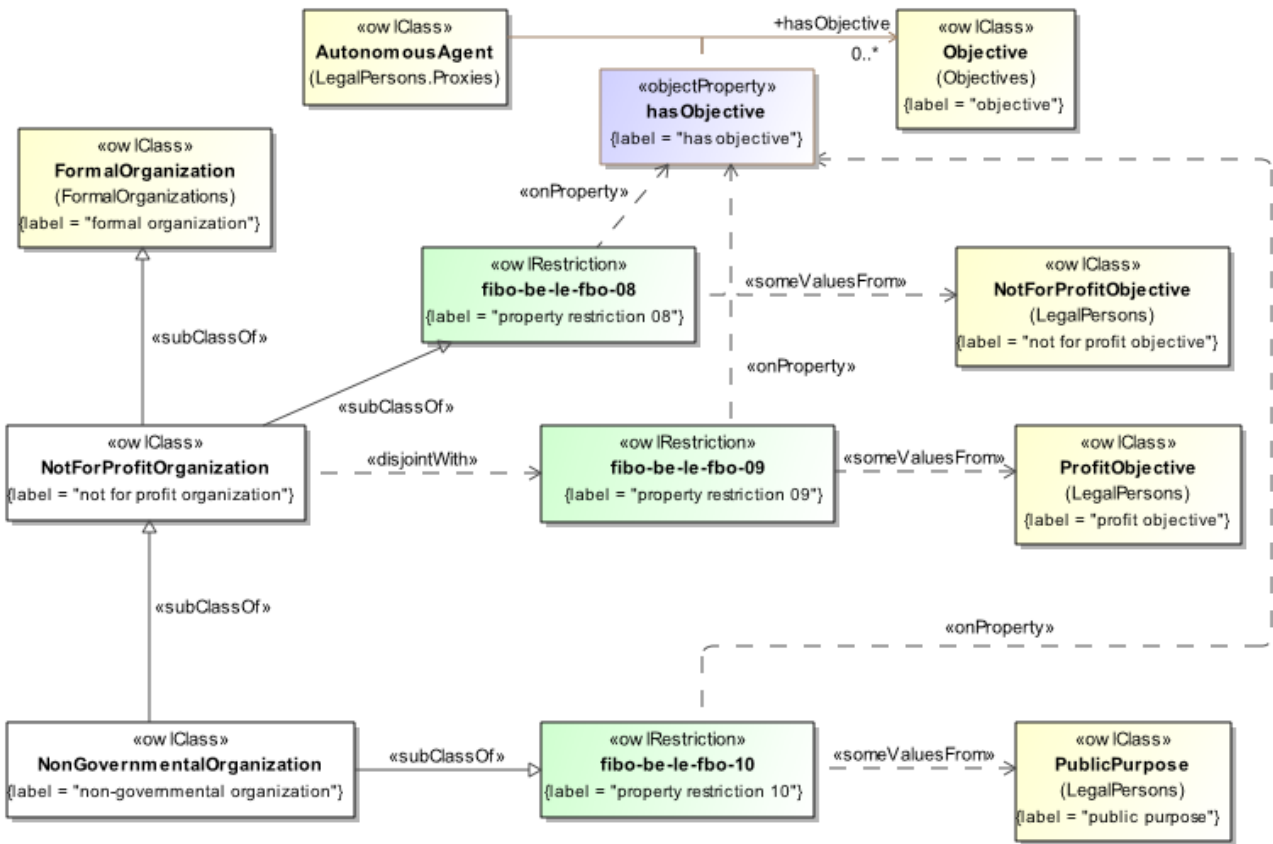 «owlClass»
AutonomousAgent
(LegalPersons.Proxies)
+hasObjective
0..*
«owlClass»
Objective
(Objectives)
{label = "objective"}
«objectProperty»
hasObjective
{label = "has objective"}
«owlClass»
FormalOrganization
(FormalOrganizations)
{label = "formal organization"}
«onProperty»
«owlRestriction»
fibo-be-le-fbo-08
{label = "property restriction 08"}
«someValuesFrom»
«owlClass»
NotForProfitObjective
(LegalPersons)
{label = "not for profit objective"}
«subClassOf»
«onProperty»
«subClassOf»
«owlClass»
NotForProfitOrganization
{label = "not for profit organization"}
«disjointWith»
«owlRestriction»
fibo-be-le-fbo-09
{label = "property restriction 09"}
«someValuesFrom»
«owlClass»
ProfitObjective
(LegalPersons)
{label = "profit objective"}
«subClassOf»
«onProperty»
«owlClass»
NonGovernmentalOrganization
{label = "non-governmental organization"}
«subClassOf»
«owlRestriction»
fibo-be-le-fbo-10
{label = "property restriction 10"}
«someValuesFrom»
«owlClass»
PublicPurpose
(LegalPersons)
{label = "public purpose"}